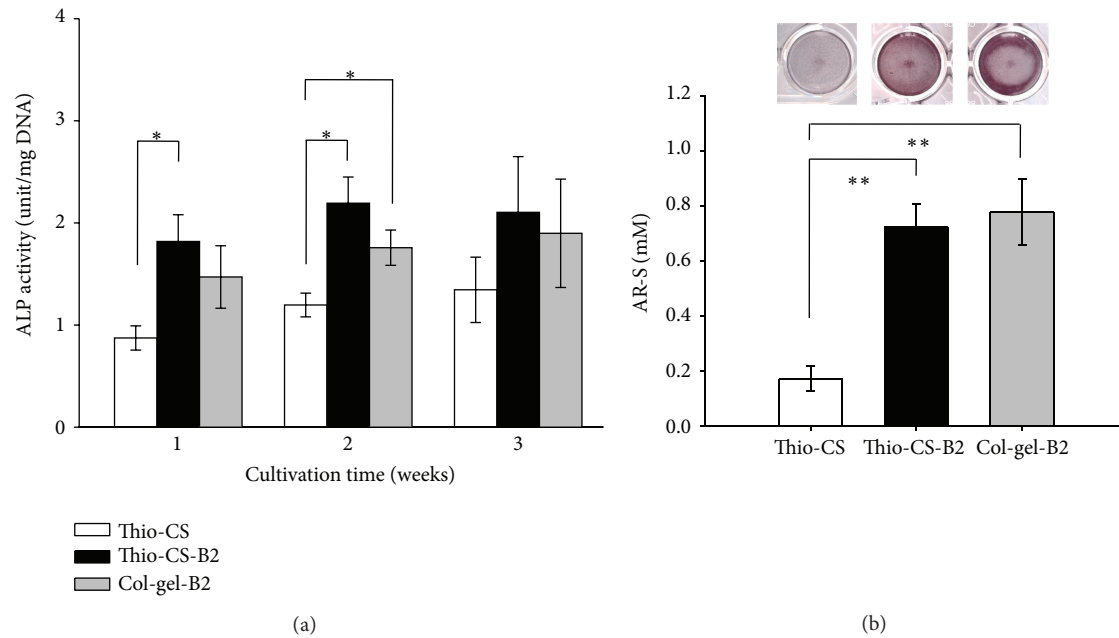 4
3
2
1
0
ALP activity (unit/mg DNA)
*
*
*
1
2
3
Cultivation time (weeks)
Thio-CS
Thio-CS-B2
Col-gel-B2
(a)
1.2
1.0
0.8
0.6
0.4
0.2
0.0
AR-S (mM)
**
**
Thio-CS
Thio-CS-B2
Col-gel-B2
(b)